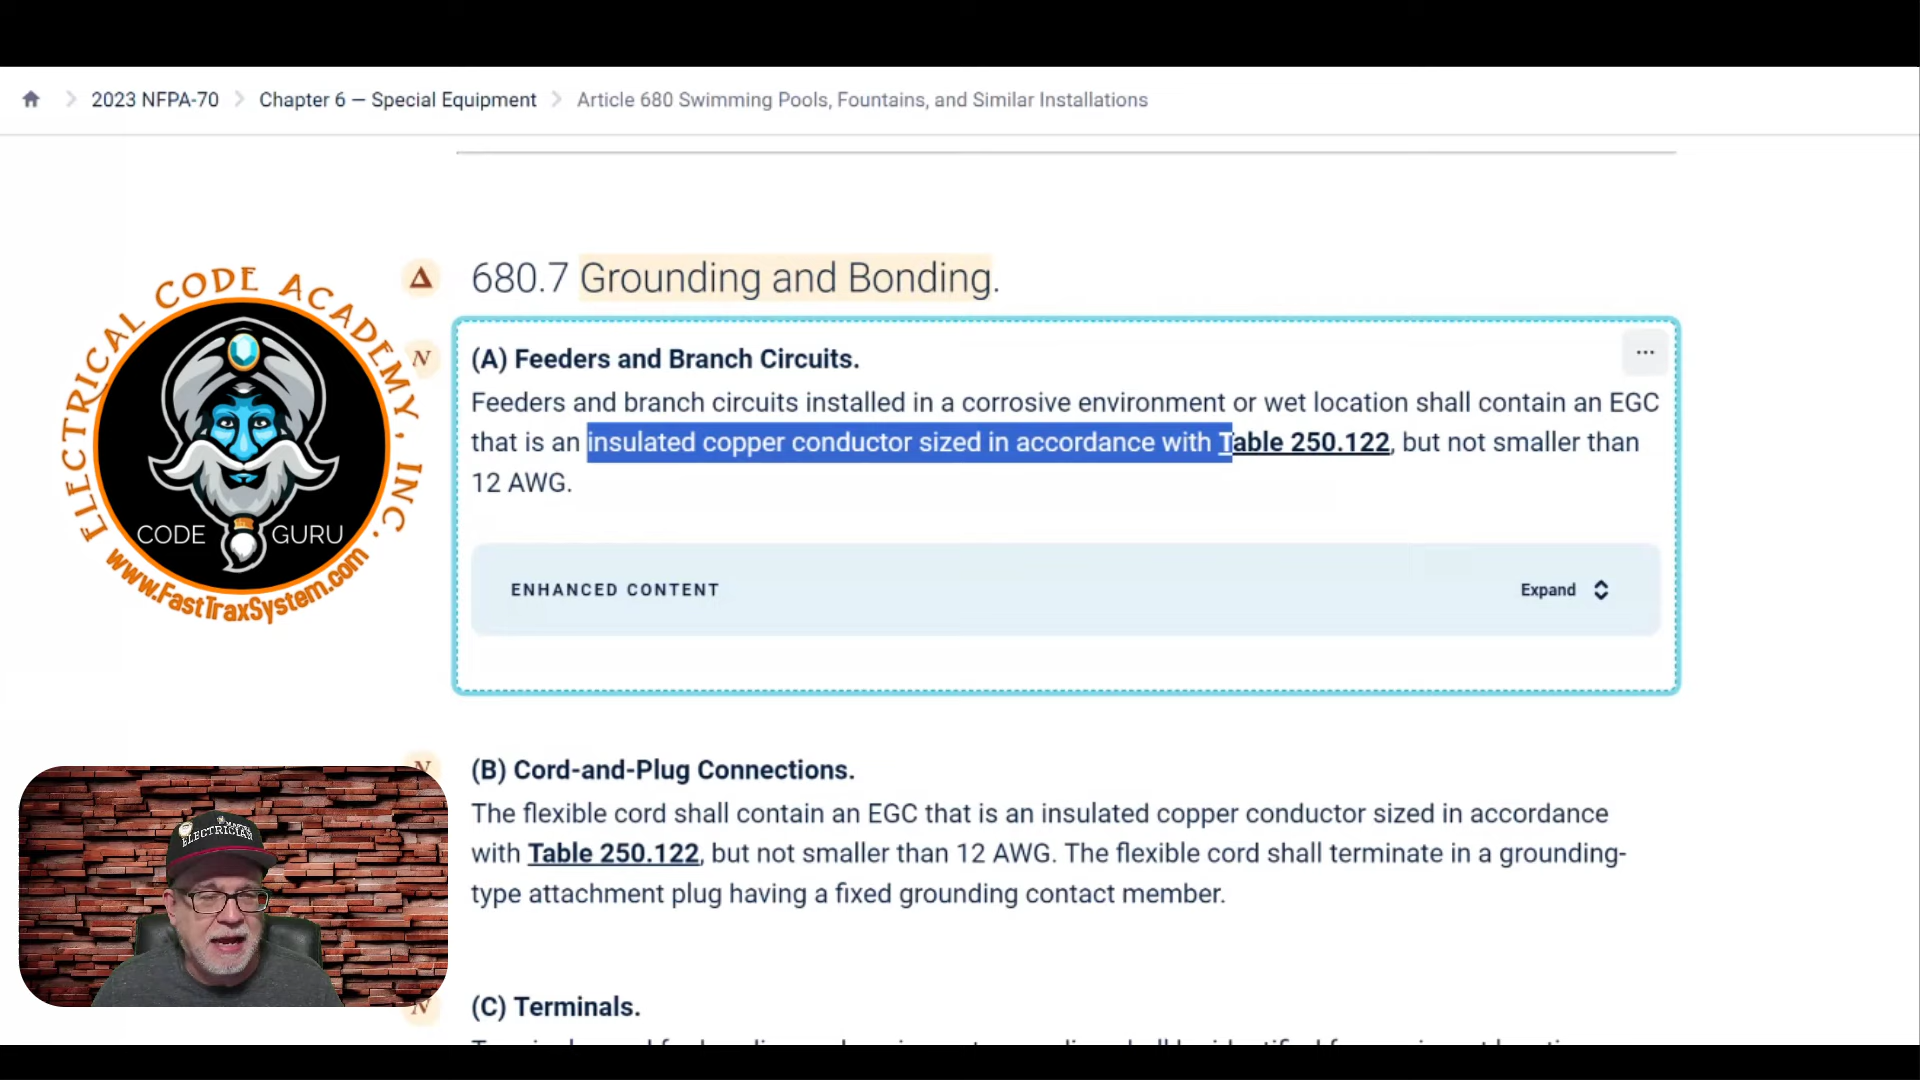 2023 NFPA-70 Chapter 6 – Special Equipment Article 680 Swimming Pools, Fountains, and Similar Installations
Δ 680.7 Grounding and Bonding.
N (A) Feeders and Branch Circuits.
Feeders and branch circuits installed in a corrosive environment or wet location shall contain an EGC
that is an insulated copper conductor sized in accordance with Table 250.122, but not smaller than
12 AWG.
ENHANCED CONTENT Expand
N (B) Cord-and-Plug Connections.
The flexible cord shall contain an EGC that is an insulated copper conductor sized in accordance
with Table 250.122, but not smaller than 12 AWG. The flexible cord shall terminate in a grounding-
type attachment plug having a fixed grounding contact member.
N (C) Terminals.
ELECTRICAL CODE ACADEMY, INC.
CODE GURU
www.FastTraxSystem.com
MASTER
ELECTRICIAN